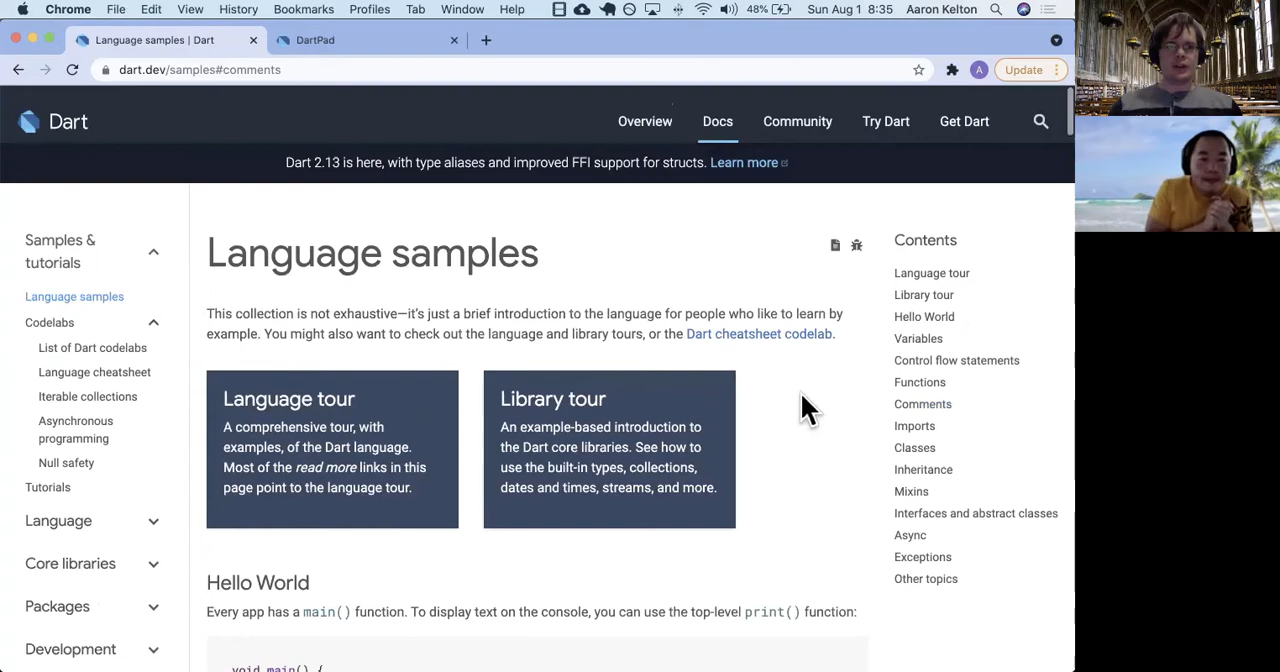 Chrome File Edit View History Bookmarks Profiles Tab Window Help 48% Sun Aug 1 8:35 Aaron Kelton
Language samples | Dart
DartPad
dart.dev/samples#comments
A
Update
Dart
Overview Docs Community Try Dart Get Dart
Dart 2.13 is here, with type aliases and improved FFI support for structs. Learn more
Samples &
tutorials
Language samples
Codelabs
List of Dart codelabs
Language cheatsheet
Iterable collections
Asynchronous
programming
Null safety
Tutorials
Language
Core libraries
Packages
Development
Language samples
This collection is not exhaustive—it's just a brief introduction to the language for people who like to learn by
example. You might also want to check out the language and library tours, or the Dart cheatsheet codelab.
Language tour
A comprehensive tour, with
examples, of the Dart language.
Most of the read more links in this
page point to the language tour.
Library tour
An example-based introduction to
the Dart core libraries. See how to
use the built-in types, collections,
dates and times, streams, and more.
Hello World
Every app has a main() function. To display text on the console, you can use the top-level print() function:
void main() {
Contents
Language tour
Library tour
Hello World
Variables
Control flow statements
Functions
Comments
Imports
Classes
Inheritance
Mixins
Interfaces and abstract classes
Async
Exceptions
Other topics